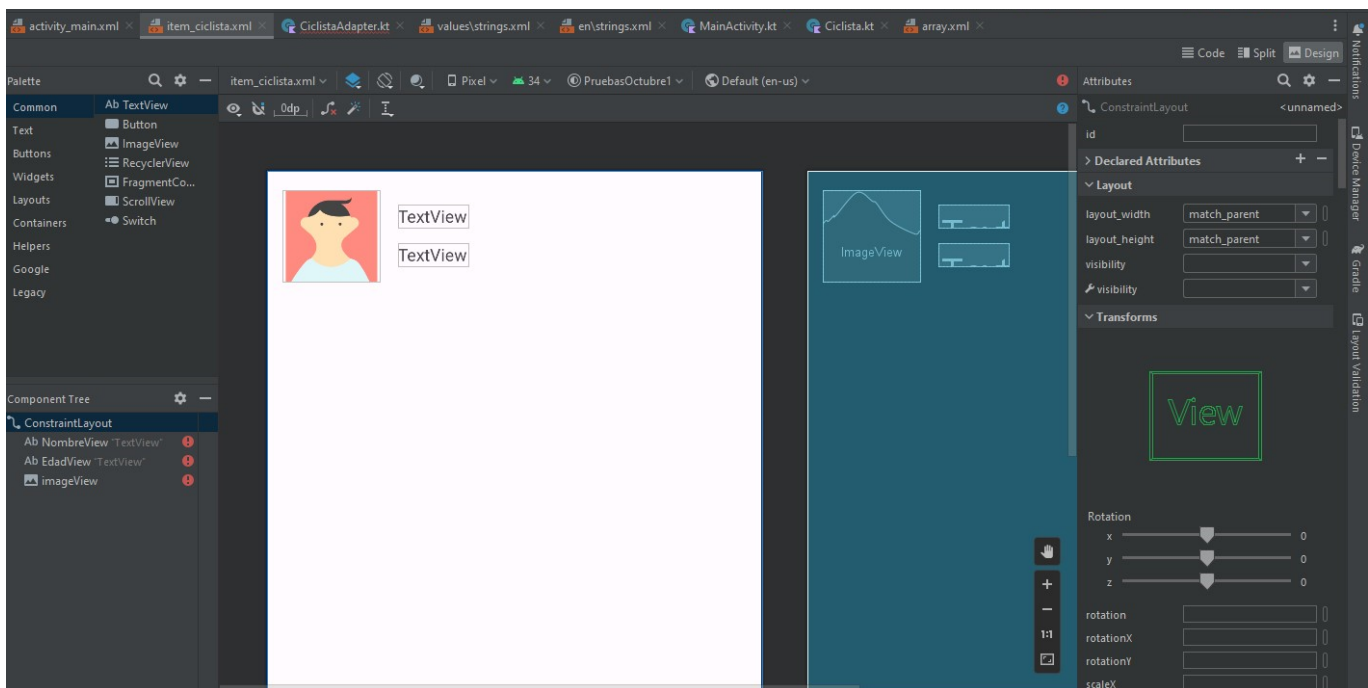 activity_main.xml item_ciclista.xml CiclistaAdapter.kt values\strings.xml en\strings.xml MainActivity.kt Ciclista.kt array.xml
Code Split Design
Palette
Common
Text
Buttons
Widgets
Layouts
Containers
Helpers
Google
Legacy
Ab TextView
Button
ImageView
RecyclerView
FragmentCo...
ScrollView
Switch
item_ciclista.xml Pixel 34 PruebasOctubre1 Default (en-us)
0dp
TextView
TextView
ImageView
Component Tree
ConstraintLayout
Ab NombreView "TextView"
Ab EdadView "TextView"
imageView
1:1
Attributes
ConstraintLayout <unnamed>
id
Declared Attributes
Layout
layout_width match_parent
layout_height match_parent
visibility
visibility
Transforms
View
Rotation
x 0
y 0
z 0
rotation
rotationX
rotationY
scaleX
Notifications
Device Manager
Gradle
Layout Validation